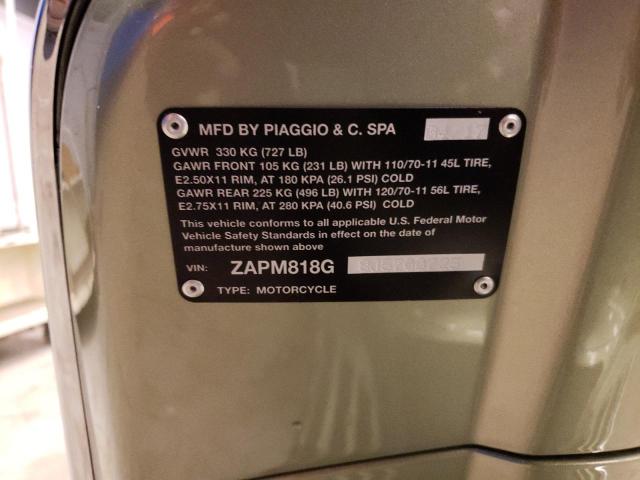 MFD BY PIAGGIO & C. SPA
GVWR 330 KG (727 LB)
GAWR FRONT 105 KG (231 LB) WITH 110/70-11 45L TIRE,
E2.50X11 RIM, AT 180 KPA (26.1 PSI) COLD
GAWR REAR 225 KG (496 LB) WITH 120/70-11 56L TIRE,
E2.75X11 RIM, AT 280 KPA (40.6 PSI) COLD
This vehicle conforms to all applicable U.S. Federal Motor
Vehicle Safety Standards in effect on the date of
manufacture shown above
VIN: ZAPM818G
TYPE: MOTORCYCLE